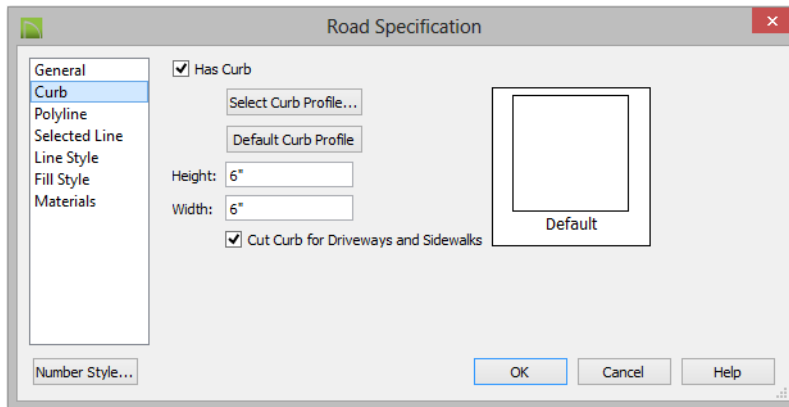 Road Specification
General
Curb
Polyline
Selected Line
Line Style
Fill Style
Materials
Has Curb
Select Curb Profile...
Default Curb Profile
Height: 6"
Width: 6"
Cut Curb for Driveways and Sidewalks
Default
Number Style...
OK
Cancel
Help